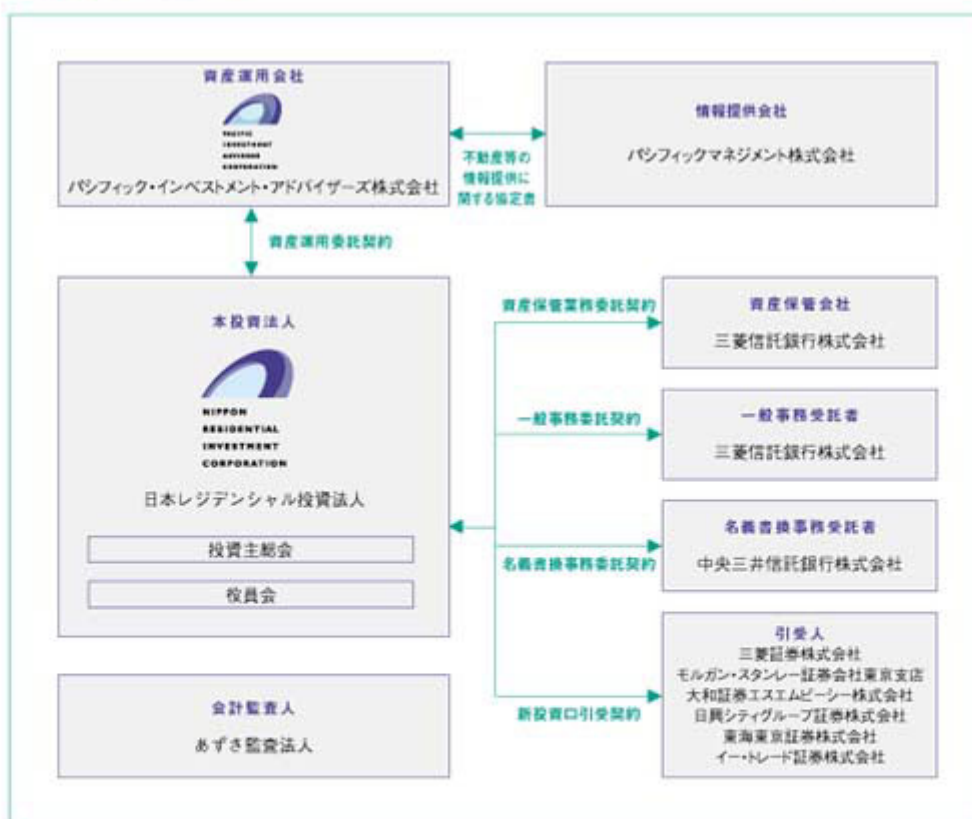 資産運用会社
PACIFIC
INVESTMENT
ADVISORS
CORPORATION
パシフィック・インベストメント・アドバイザーズ株式会社
不動産等の
情報提供に
関する協定書
情報提供会社
パシフィックマネジメント株式会社
資産運用委託契約
本投資法人
NIPPON
RESIDENTIAL
INVESTMENT
CORPORATION
日本レジデンシャル投資法人
投資主総会
役員会
資産保管業務委託契約
資産保管会社
三菱信託銀行株式会社
一般事務委託契約
一般事務受託者
三菱信託銀行株式会社
名義書換事務委託契約
名義書換事務受託者
中央三井信託銀行株式会社
新投資口引受契約
引受人
三菱証券株式会社
モルガン・スタンレー証券会社東京支店
大和証券エスエムビーシー株式会社
日興シティグループ証券株式会社
東海東京証券株式会社
イー・トレード証券株式会社
会計監査人
あずさ監査法人